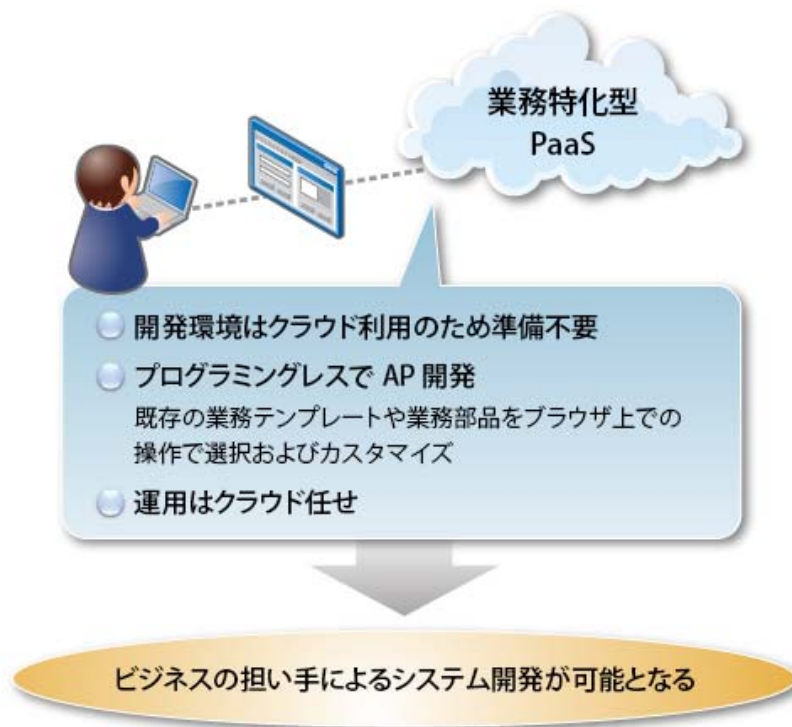 業務特化型
PaaS
開発環境はクラウド利用のため準備不要
プログラミングレスで AP 開発
既存の業務テンプレートや業務部品をブラウザ上での
操作で選択およびカスタマイズ
運用はクラウド任せ
ビジネスの担い手によるシステム開発が可能となる